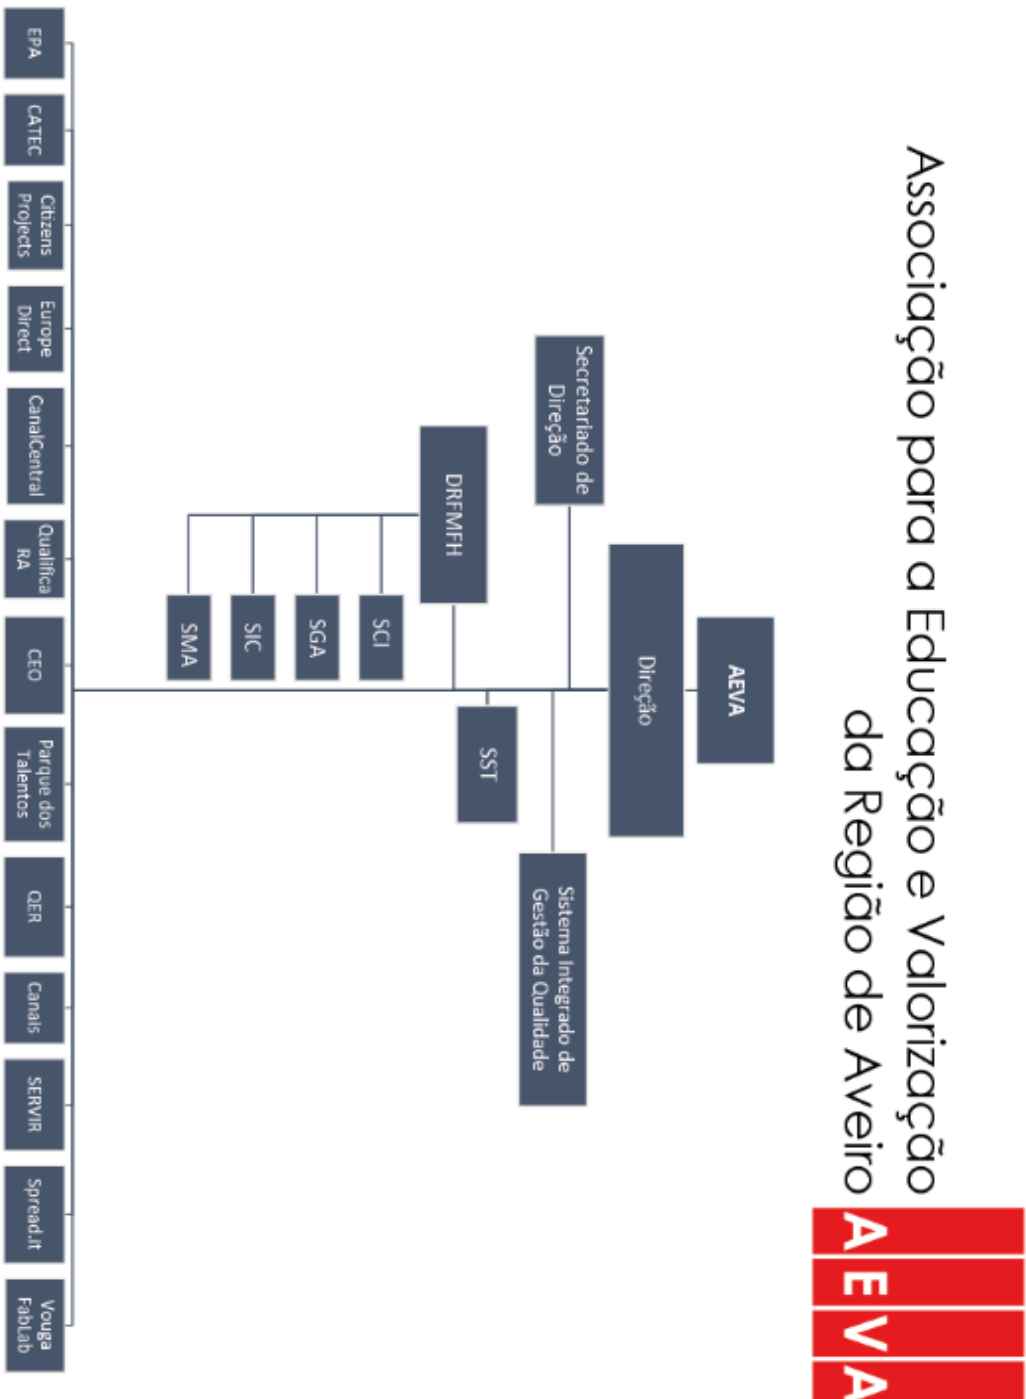 Associação para a Educação e Valorização
da Região de Aveiro
AEVA
AEVA
Direção
Secretariado de
Direção
Sistema Integrado de
Gestão da Qualidade
DRFMFH
SST
SCI
SGA
SIC
SMA
EPA
CATEC
Citizens
Projects
Europe
Direct
CanalCentral
Qualifica
RA
CEO
Parque dos
Talentos
QER
Canais
SERVIR
Spread.it
Vouga
FabLab